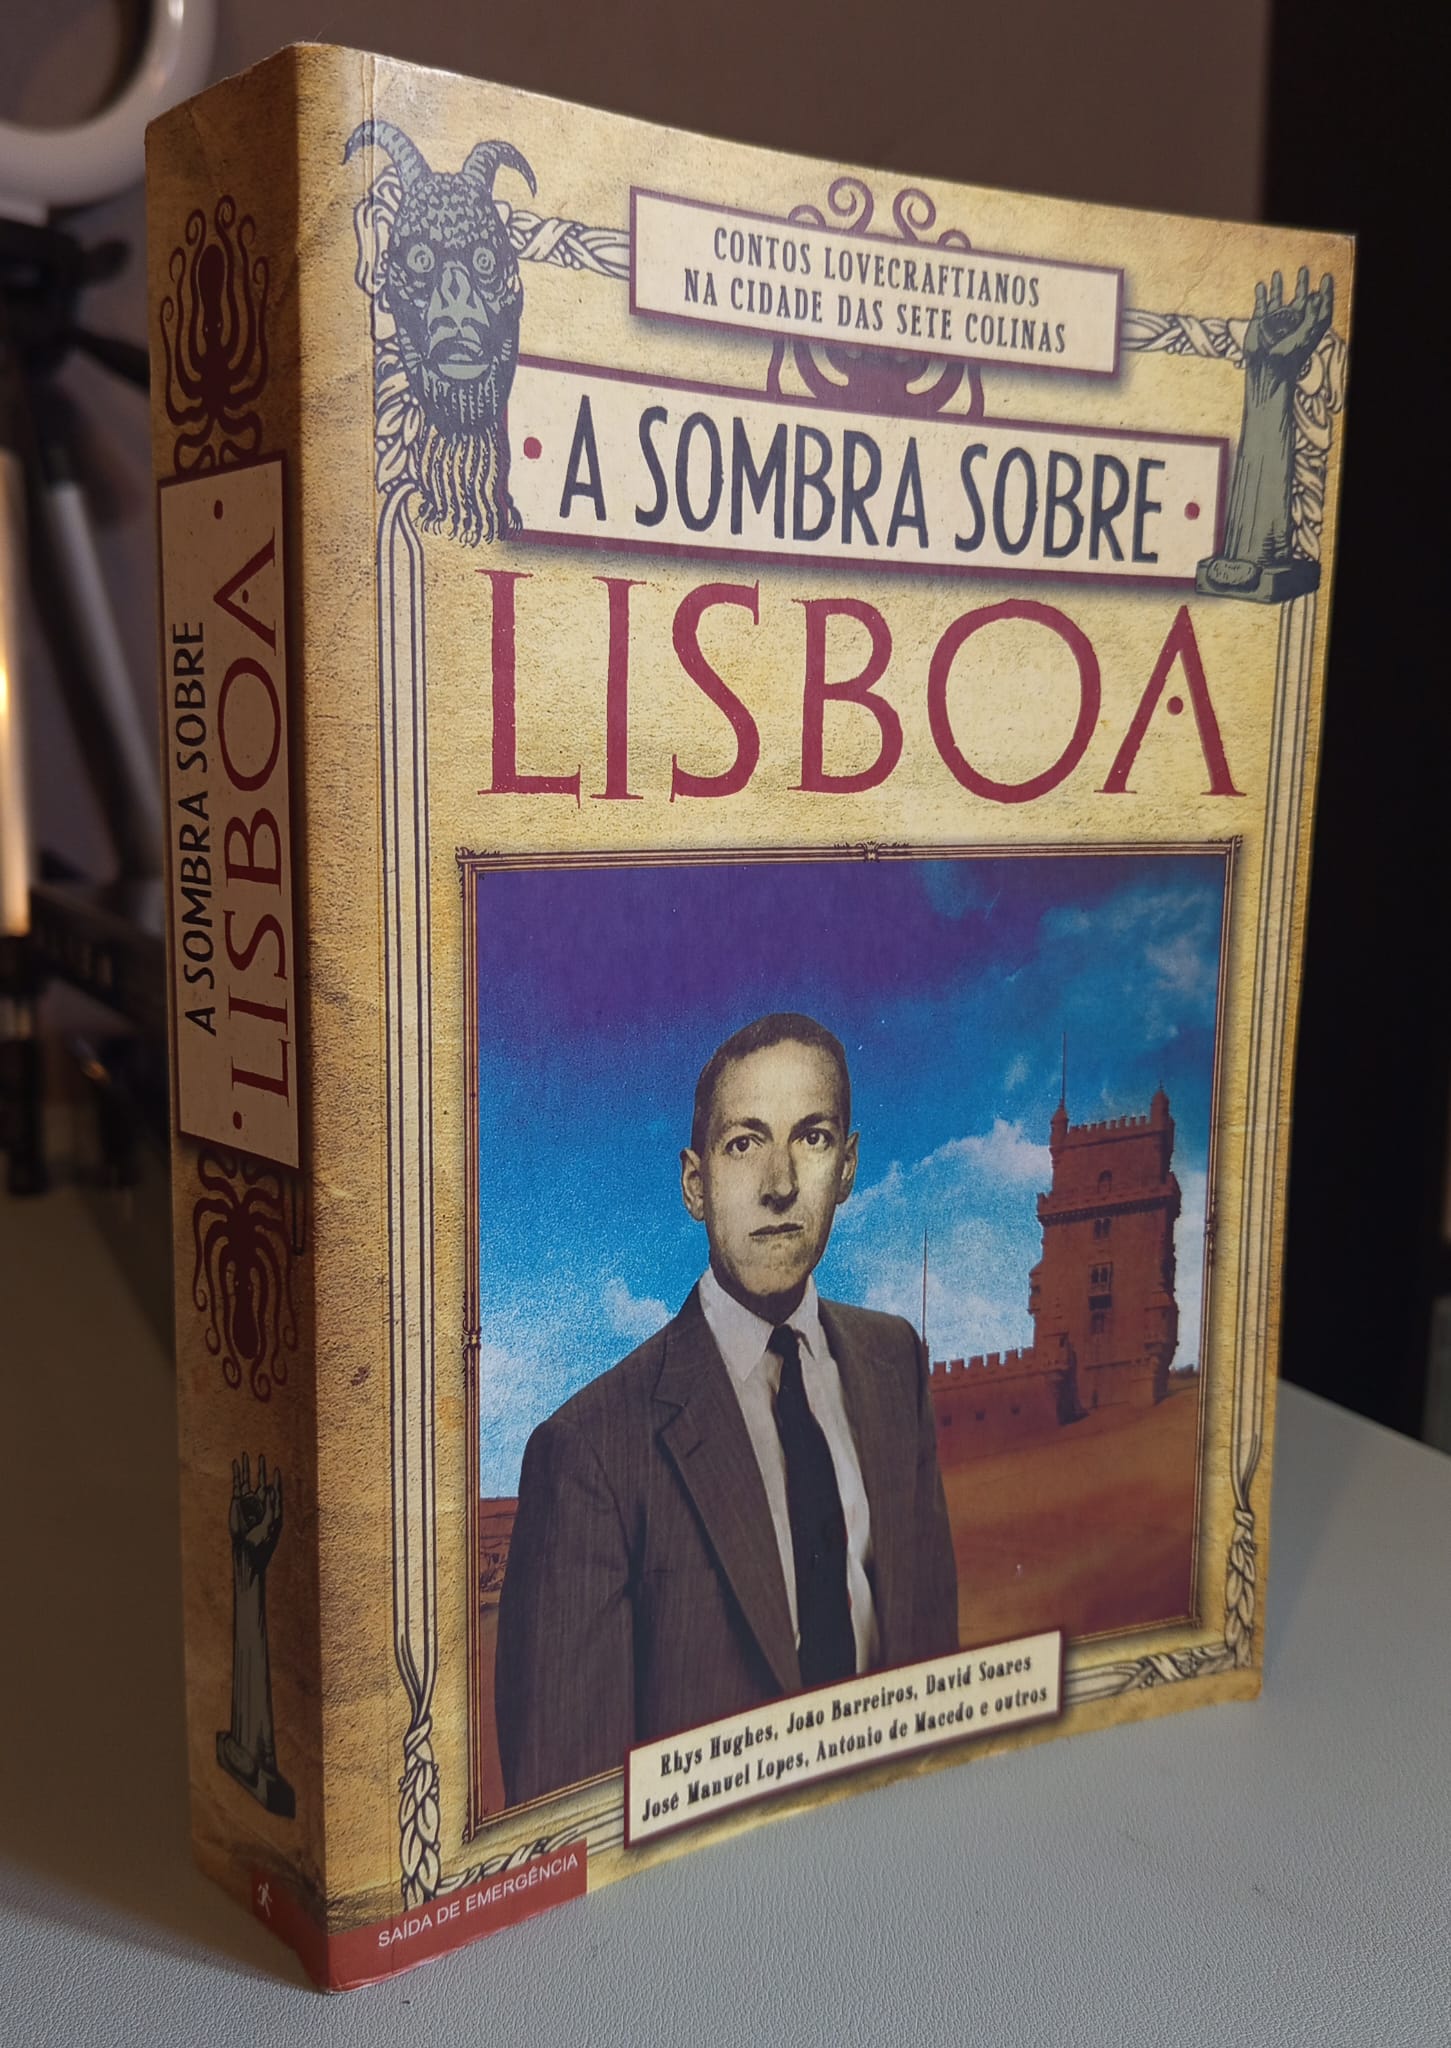 CONTOS LOVECRAFTIANOS
NA CIDADE DAS SETE COLINAS
A SOMBRA SOBRE
LISBOA
Rhys Hughes, João Barreiros, David Soares
José Manuel Lopes, António de Macedo e outros
SAÍDA DE EMERGÊNCIA
A SOMBRA SOBRE
LISBOA